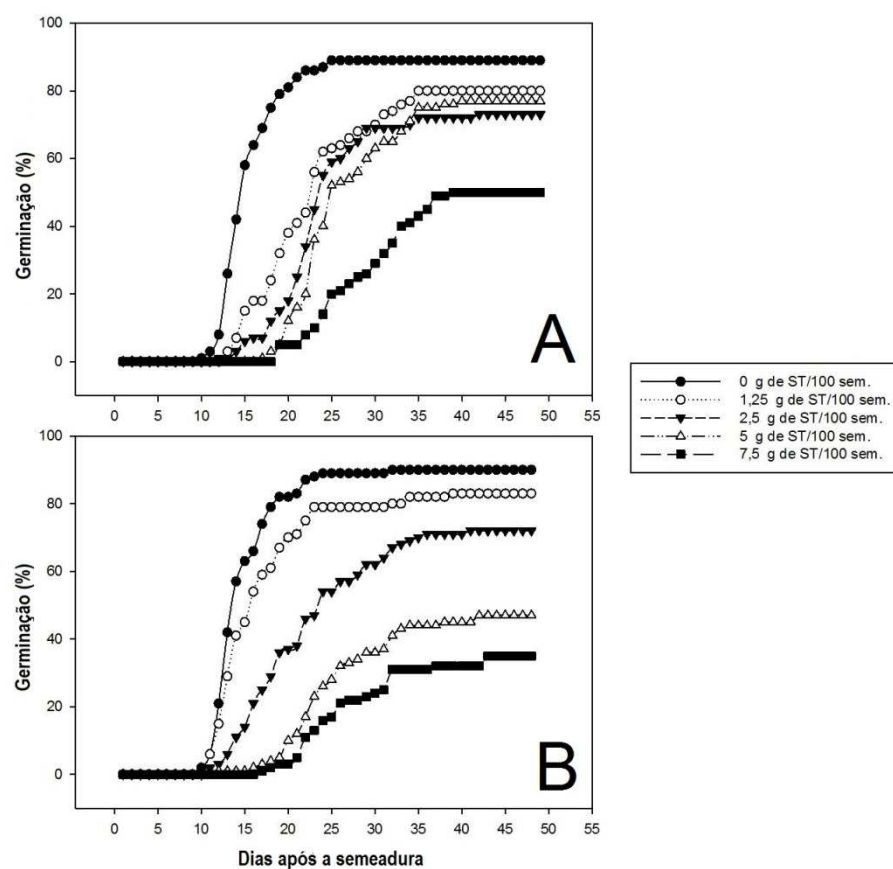 100
80
60
40
20
0
Germinação (%)
A
0 5 10 15 20 25 30 35 40 45 50 55
0 g de ST/100 sem.
1,25 g de ST/100 sem.
2,5 g de ST/100 sem.
5 g de ST/100 sem.
7,5 g de ST/100 sem.
100
80
60
40
20
0
Germinação (%)
B
0 5 10 15 20 25 30 35 40 45 50 55
Dias após a semeadura